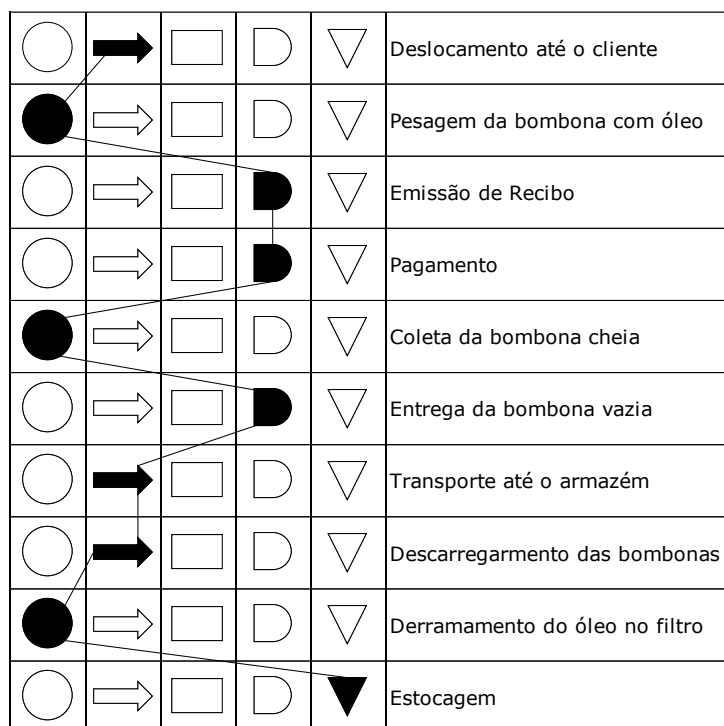 Deslocamento até o cliente
Pesagem da bombona com óleo
Emissão de Recibo
Pagamento
Coleta da bombona cheia
Entrega da bombona vazia
Transporte até o armazém
Descarregarmento das bombonas
Derramamento do óleo no filtro
Estocagem